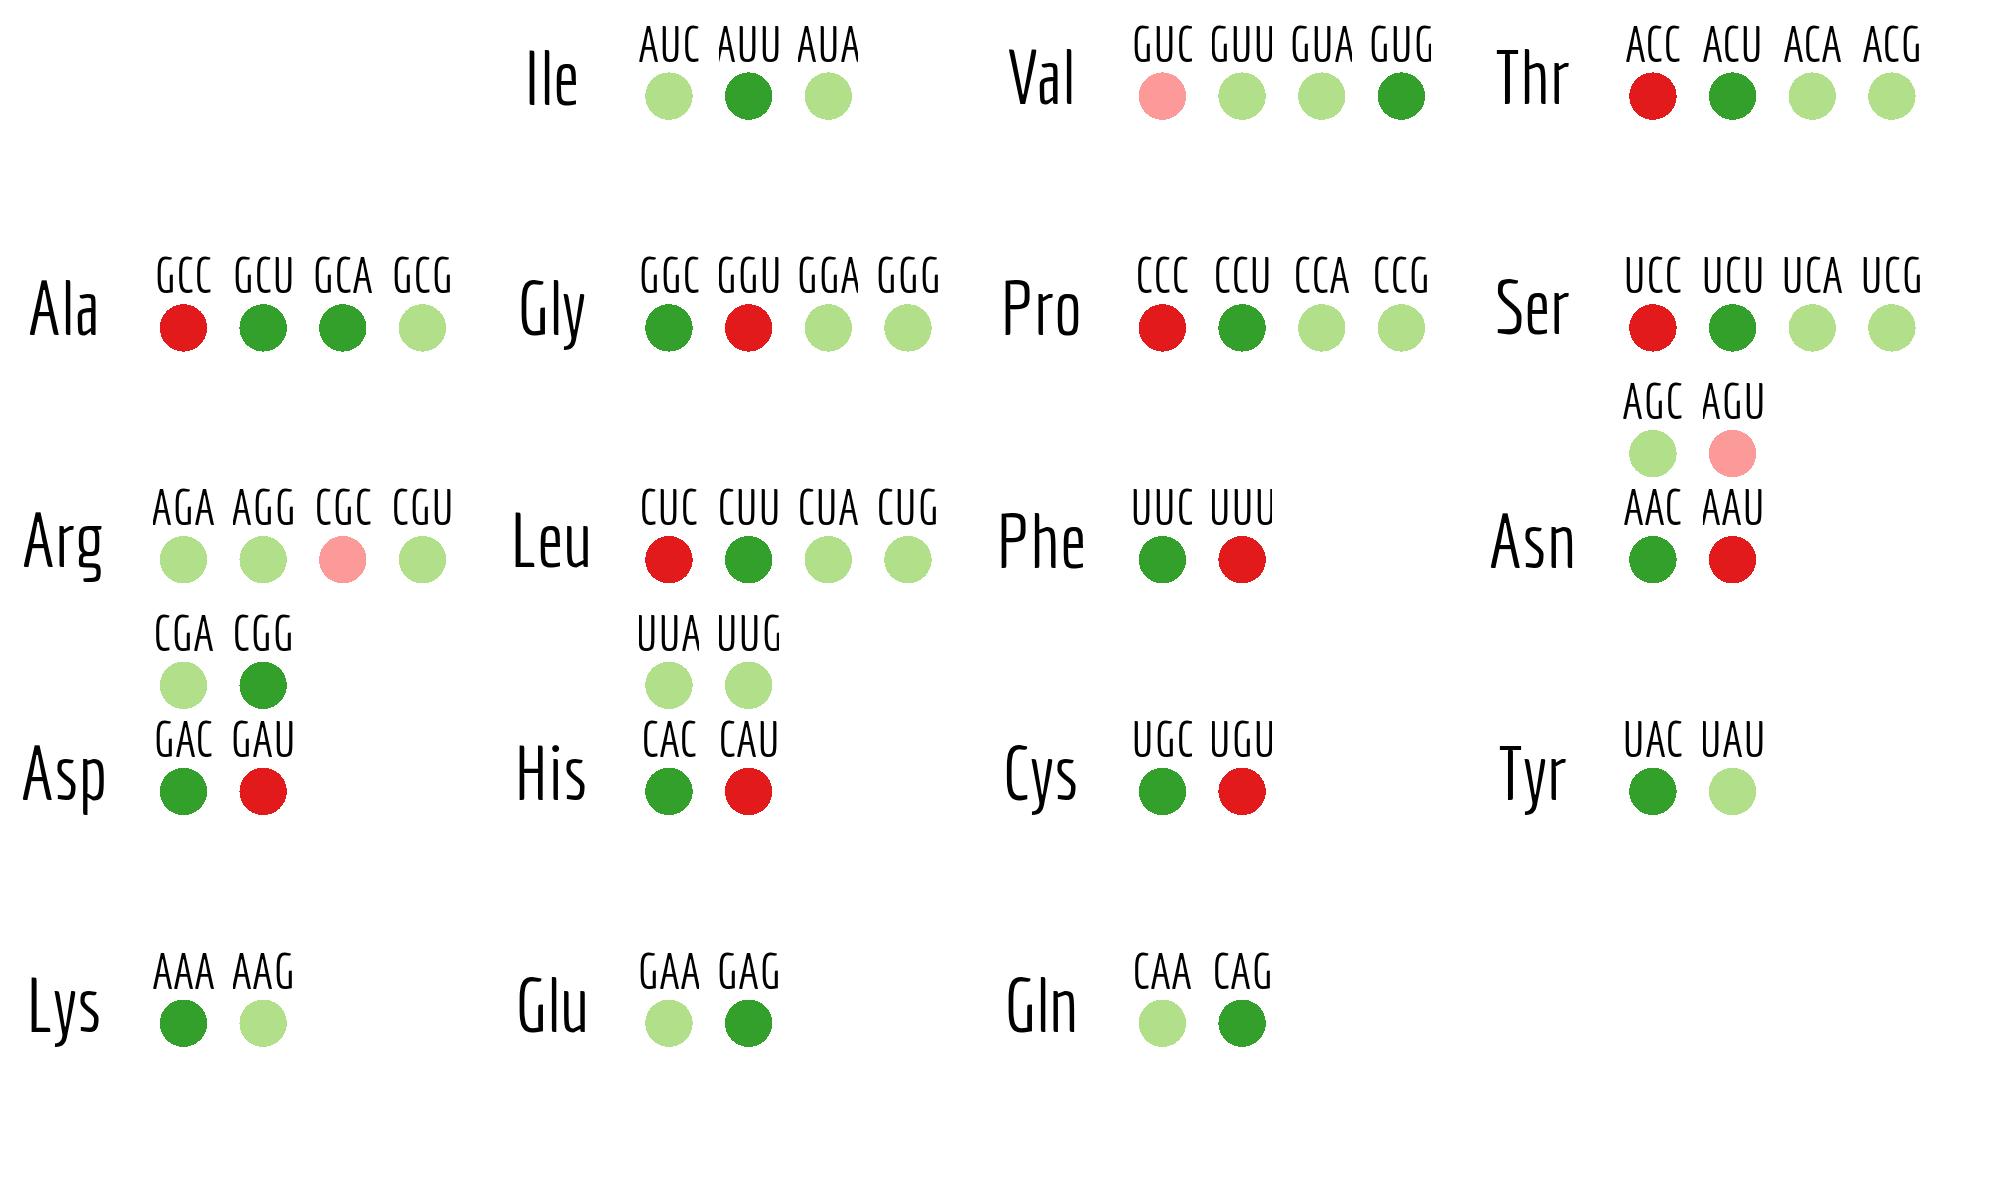 Ile AUC AUU AUA
Val GUC GUU GUA GUG
Thr ACC ACU ACA ACG
Ala GCC GCU GCA GCG
Gly GGC GGU GGA GGG
Pro CCC CCU CCA CCG
Ser UCC UCU UCA UCG
AGC AGU
Arg AGA AGG CGC CGU
CGA CGG
Leu CUC CUU CUA CUG
UUA UUG
Phe UUC UUU
Asn AAC AAU
Asp GAC GAU
His CAC CAU
Cys UGC UGU
Tyr UAC UAU
Lys AAA AAG
Glu GAA GAG
Gln CAA CAG